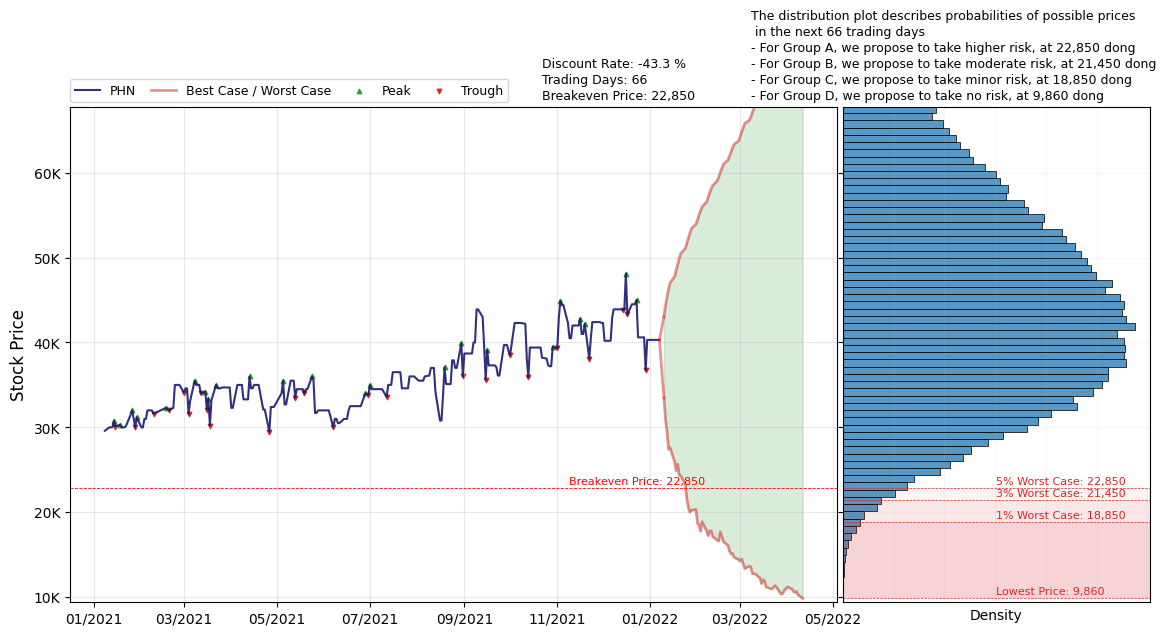 The distribution plot describes probabilities of possible prices
in the next 66 trading days
- For Group A, we propose to take higher risk, at 22,850 dong
- For Group B, we propose to take moderate risk, at 21,450 dong
- For Group C, we propose to take minor risk, at 18,850 dong
- For Group D, we propose to take no risk, at 9,860 dong
Discount Rate: -43.3 %
Trading Days: 66
Breakeven Price: 22,850
PHN
Best Case / Worst Case
Peak
Trough
Stock Price
60K
50K
40K
30K
20K
10K
Breakeven Price: 22,850
5% Worst Case: 22,850
3% Worst Case: 21,450
1% Worst Case: 18,850
Lowest Price: 9,860
01/2021
03/2021
05/2021
07/2021
09/2021
11/2021
01/2022
03/2022
05/2022
Density